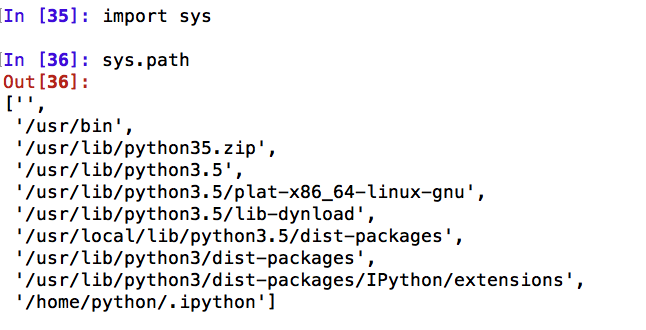 In [35]: import sys
In [36]: sys.path
Out[36]:
['',
'/usr/bin',
'/usr/lib/python35.zip',
'/usr/lib/python3.5',
'/usr/lib/python3.5/plat-x86_64-linux-gnu',
'/usr/lib/python3.5/lib-dynload',
'/usr/local/lib/python3.5/dist-packages',
'/usr/lib/python3/dist-packages',
'/usr/lib/python3/dist-packages/IPython/extensions',
'/home/python/.ipython']